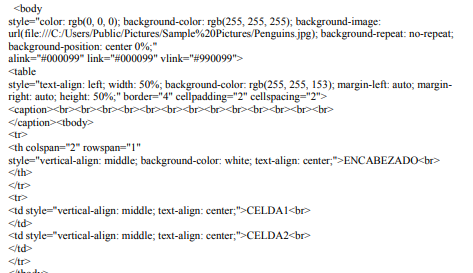 <body
style="color: rgb(0, 0, 0); background-color: rgb(255, 255, 255); background-image:
url(file:///C:/Users/Public/Pictures/Sample%20Pictures/Penguins.jpg); background-repeat: no-repeat;
background-position: center 0%;"
alink="#000099" link="#000099" vlink="#990099">
<table
style="text-align: left; width: 50%; background-color: rgb(255, 255, 153); margin-left: auto; margin-
right: auto; height: 50%;" border="4" cellpadding="2" cellspacing="2">
<caption><br><br><br><br><br><br><br><br><br><br><br><br><br>
</caption><tbody>
<tr>
<th colspan="2" rowspan="1"
style="vertical-align: middle; background-color: white; text-align: center;">ENCABEZADO<br>
</th>
</tr>
<tr>
<td style="vertical-align: middle; text-align: center;">CELDA1<br>
</td>
<td style="vertical-align: middle; text-align: center;">CELDA2<br>
</td>
</tr>
</tbody>